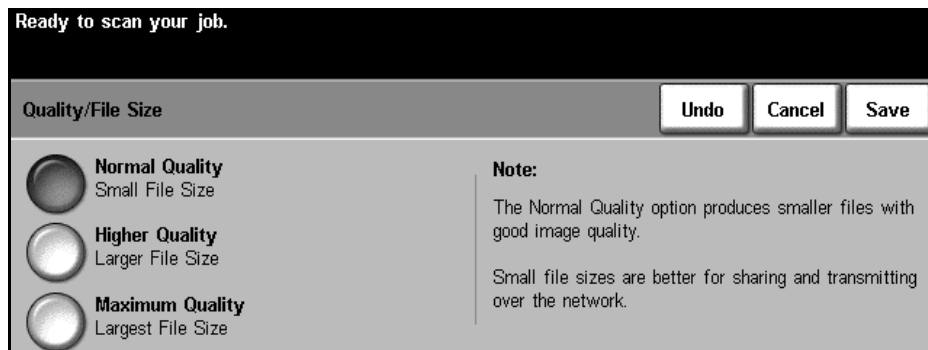 Ready to scan your job.
Quality/File Size
Undo
Cancel
Save
Normal Quality
Small File Size
Higher Quality
Larger File Size
Maximum Quality
Largest File Size
Note:
The Normal Quality option produces smaller files with
good image quality.
Small file sizes are better for sharing and transmitting
over the network.